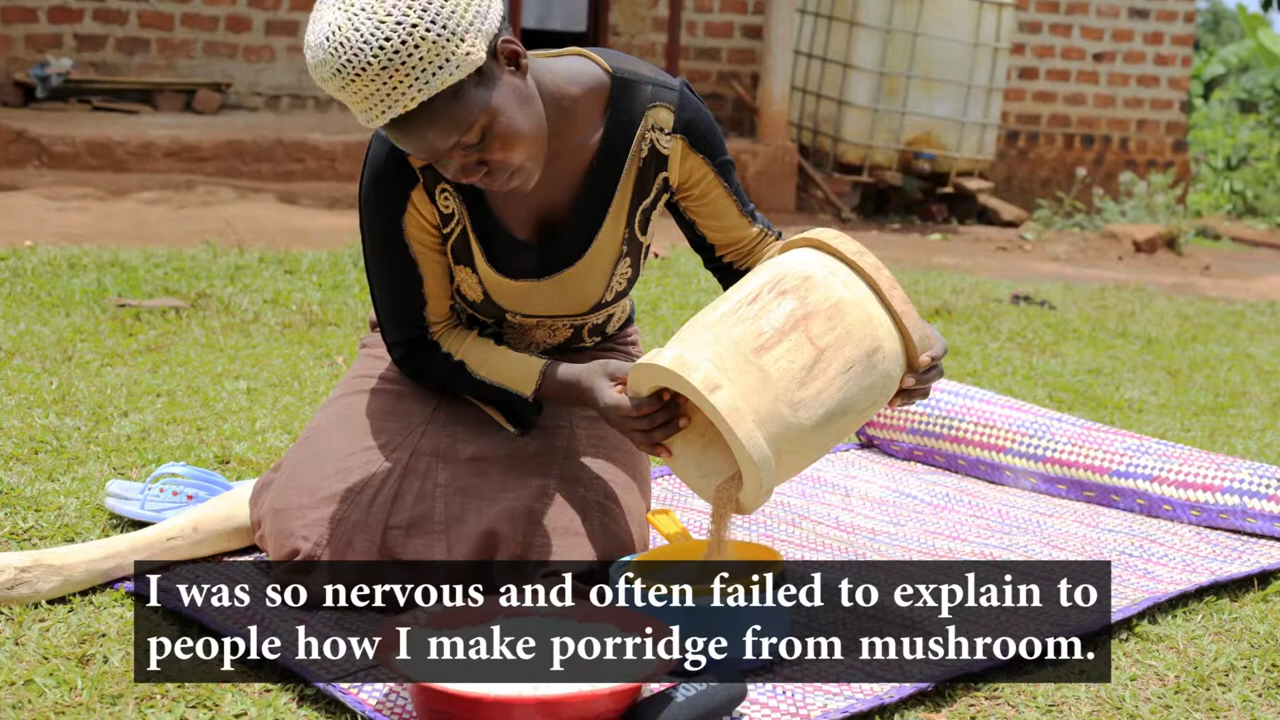 I was so nervous and often failed to explain to
people how I make porridge from mushroom.